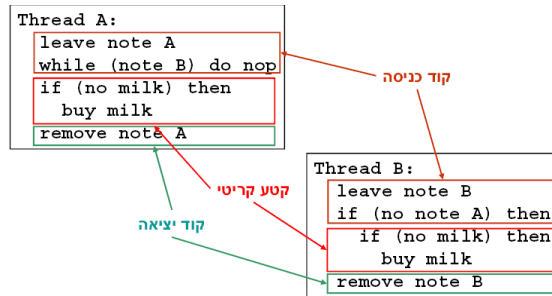 Thread A:
leave note A
while (note B) do nop
if (no milk) then
buy milk
remove note A
קוד כניסה
קטע קריטי
קוד יציאה
Thread B:
leave note B
if (no note A) then
if (no milk) then
buy milk
remove note B